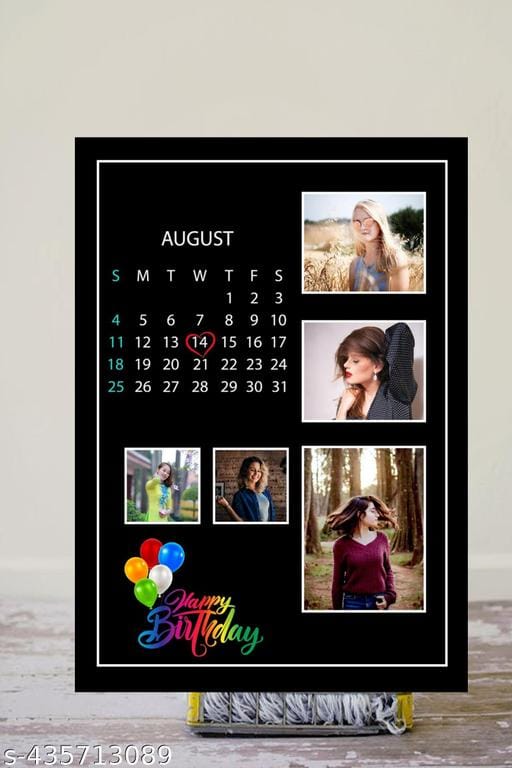 AUGUST
S M T W T F S
1 2 3
4 5 6 7 8 9 10
11 12 13 14 15 16 17
18 19 20 21 22 23 24
25 26 27 28 29 30 31
Happy
Birthday
s-435713089